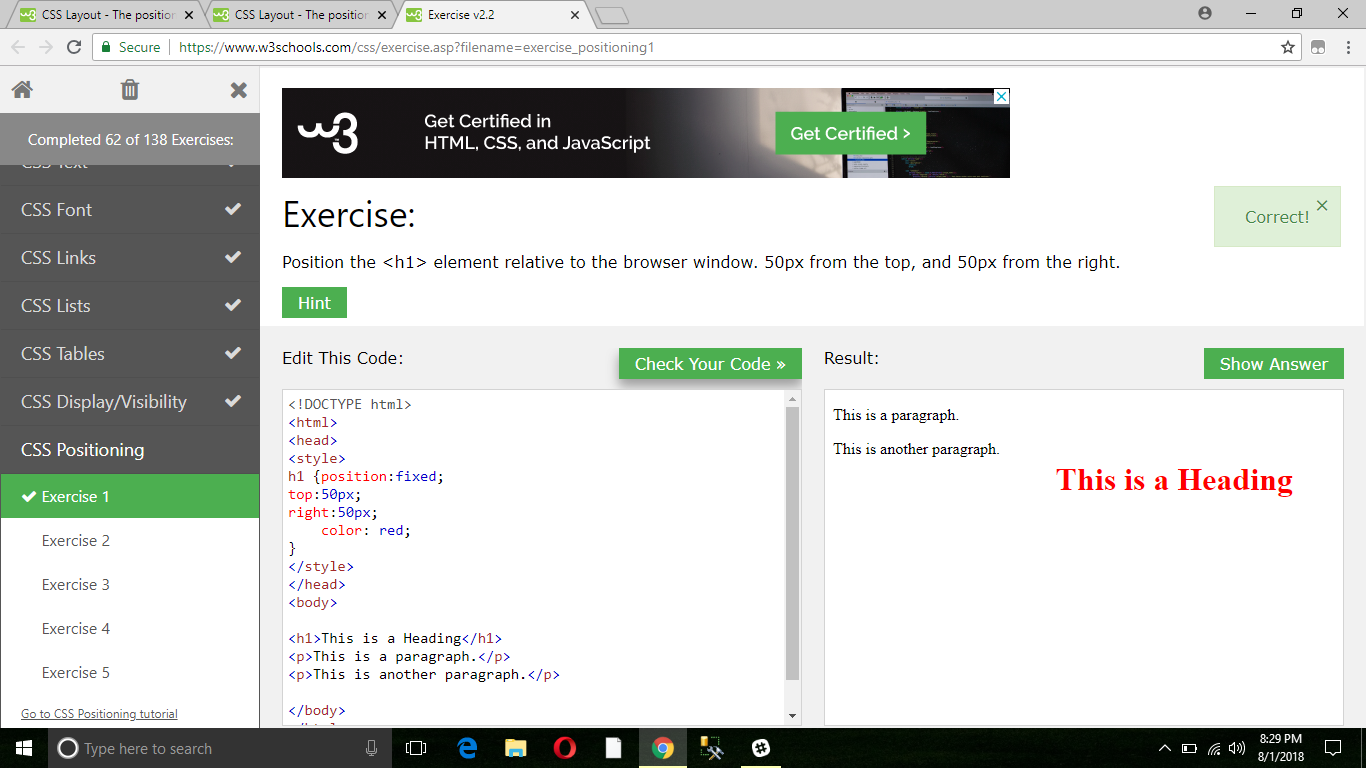 CSS Layout - The position
CSS Layout - The position
Exercise v2.2
Secure
https://www.w3schools.com/css/exercise.asp?filename=exercise_positioning1
Completed 62 of 138 Exercises:
CSS Text
CSS Font
CSS Links
CSS Lists
CSS Tables
CSS Display/Visibility
CSS Positioning
Exercise 1
Exercise 2
Exercise 3
Exercise 4
Exercise 5
Go to CSS Positioning tutorial
w3
Get Certified in
HTML, CSS, and JavaScript
Get Certified >
Exercise:
Correct!
Position the <h1> element relative to the browser window. 50px from the top, and 50px from the right.
Hint
Edit This Code:
Check Your Code »
<!DOCTYPE html>
<html>
<head>
<style>
h1 {position:fixed;
top:50px;
right:50px;
    color: red;
}
</style>
</head>
<body>
<h1>This is a Heading</h1>
<p>This is a paragraph.</p>
<p>This is another paragraph.</p>
</body>
Result:
Show Answer
This is a paragraph.
This is another paragraph.
This is a Heading
Type here to search
8:29 PM
8/1/2018